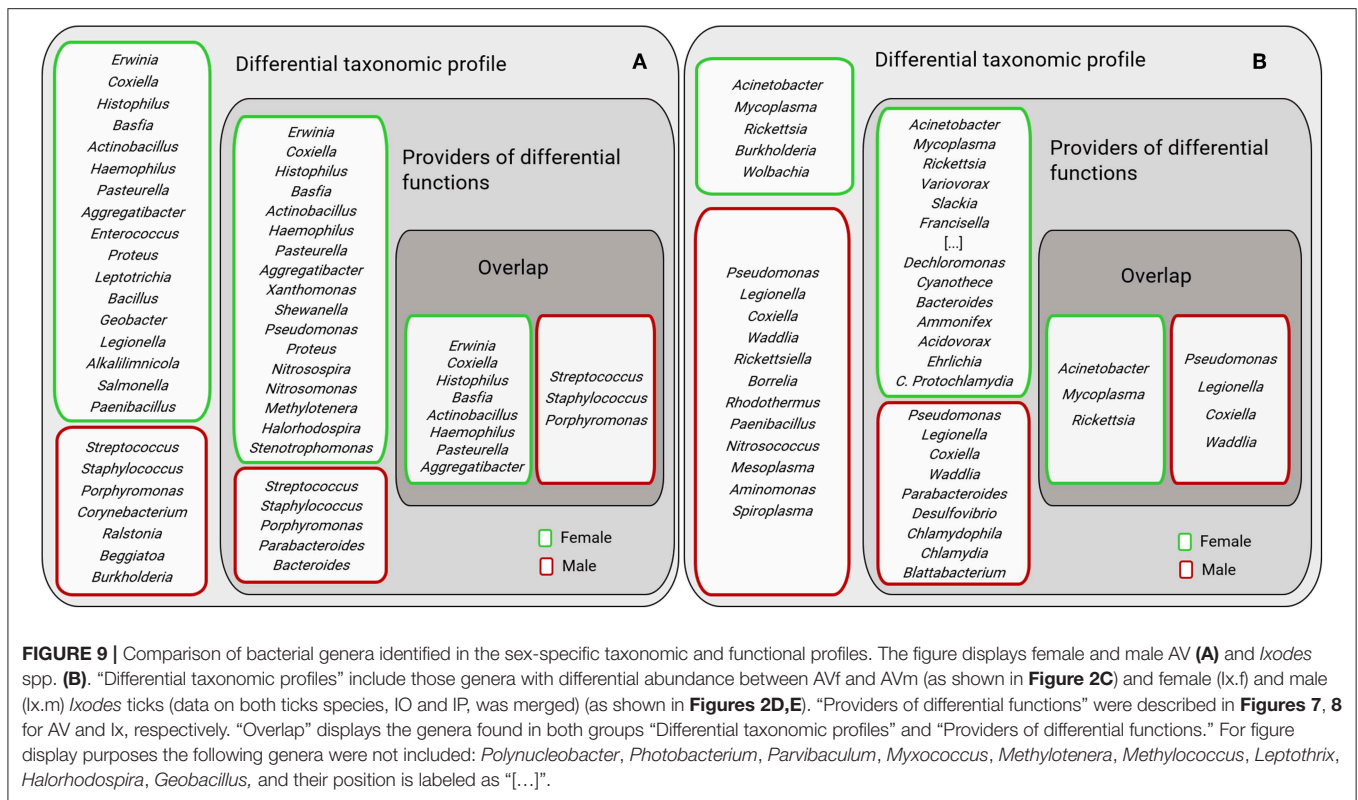 Differential taxonomic profile
A
Erwinia
Coxiella
Histophilus
Basfia
Actinobacillus
Haemophilus
Pasteurella
Aggregatibacter
Enterococcus
Proteus
Leptotrichia
Bacillus
Geobacter
Legionella
Alkalilimnicola
Salmonella
Paenibacillus
Streptococcus
Staphylococcus
Porphyromonas
Corynebacterium
Ralstonia
Beggiatoa
Burkholderia
Providers of differential
functions
Erwinia
Coxiella
Histophilus
Basfia
Actinobacillus
Haemophilus
Pasteurella
Aggregatibacter
Xanthomonas
Shewanella
Pseudomonas
Proteus
Nitrosospira
Nitrosomonas
Methylotenera
Halorhodospira
Stenotrophomonas
Streptococcus
Staphylococcus
Porphyromonas
Parabacteroides
Bacteroides
Overlap
Erwinia
Coxiella
Histophilus
Basfia
Actinobacillus
Haemophilus
Pasteurella
Aggregatibacter
Streptococcus
Staphylococcus
Porphyromonas
Female
Male
Differential taxonomic profile
B
Acinetobacter
Mycoplasma
Rickettsia
Burkholderia
Wolbachia
Pseudomonas
Legionella
Coxiella
Waddlia
Rickettsiella
Borrelia
Rhodothermus
Paenibacillus
Nitrosococcus
Mesoplasma
Aminomonas
Spiroplasma
Providers of differential
functions
Acinetobacter
Mycoplasma
Rickettsia
Variovorax
Slackia
Francisella
[...]
Dechloromonas
Cyanothece
Bacteroides
Ammonifex
Acidovorax
Ehrlichia
C. Protochlamydia
Pseudomonas
Legionella
Coxiella
Waddlia
Parabacteroides
Desulfovibrio
Chlamydophila
Chlamydia
Blattabacterium
Overlap
Acinetobacter
Mycoplasma
Rickettsia
Pseudomonas
Legionella
Coxiella
Waddlia
Female
Male
FIGURE 9 | Comparison of bacterial genera identified in the sex-specific taxonomic and functional profiles. The figure displays female and male AV (A) and Ixodes
spp. (B). “Differential taxonomic profiles” include those genera with differential abundance between AVf and AVm (as shown in Figure 2C) and female (Ix.f) and male
(Ix.m) Ixodes ticks (data on both ticks species, IO and IP, was merged) (as shown in Figures 2D,E). “Providers of differential functions” were described in Figures 7, 8
for AV and Ix, respectively. “Overlap” displays the genera found in both groups “Differential taxonomic profiles” and “Providers of differential functions.” For figure
display purposes the following genera were not included: Polynucleobacter, Photobacterium, Parvibaculum, Myxococcus, Methylotenera, Methylococcus, Leptothrix,
Halorhodospira, Geobacillus, and their position is labeled as “[…]”.